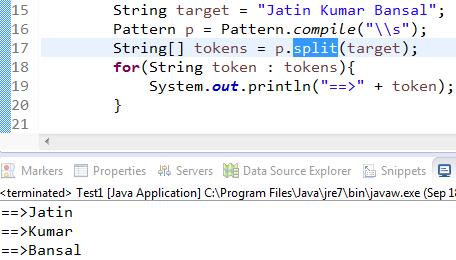 15 String target = "Jatin Kumar Bansal";
16 Pattern p = Pattern.compile("\\s");
17 String[] tokens = p.split(target);
18 for(String token : tokens){
19 System.out.println("==>" + token);
20 }
21
Markers Properties Servers Data Source Explorer Snippets
<terminated> Test1 [Java Application] C:\Program Files\Java\jre7\bin\javaw.exe (Sep 18
==>Jatin
==>Kumar
==>Bansal